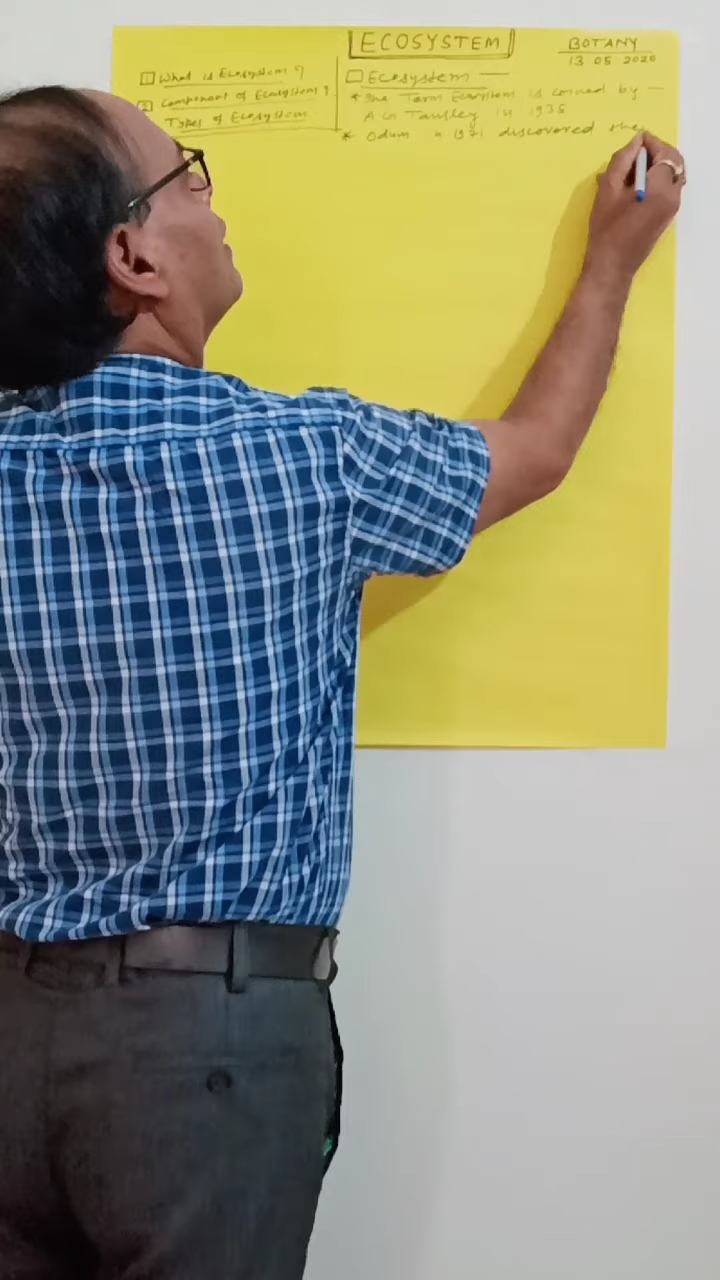 ECOSYSTEM
BOTANY
13 05 2020
1 What is Ecosystem ?
2 Component of Ecosystem ?
Types of Ecosystem
Ecosystem
* The Term Ecosystem is coined by
A G Tansley in 1935
* Odum in 1971 discovered the